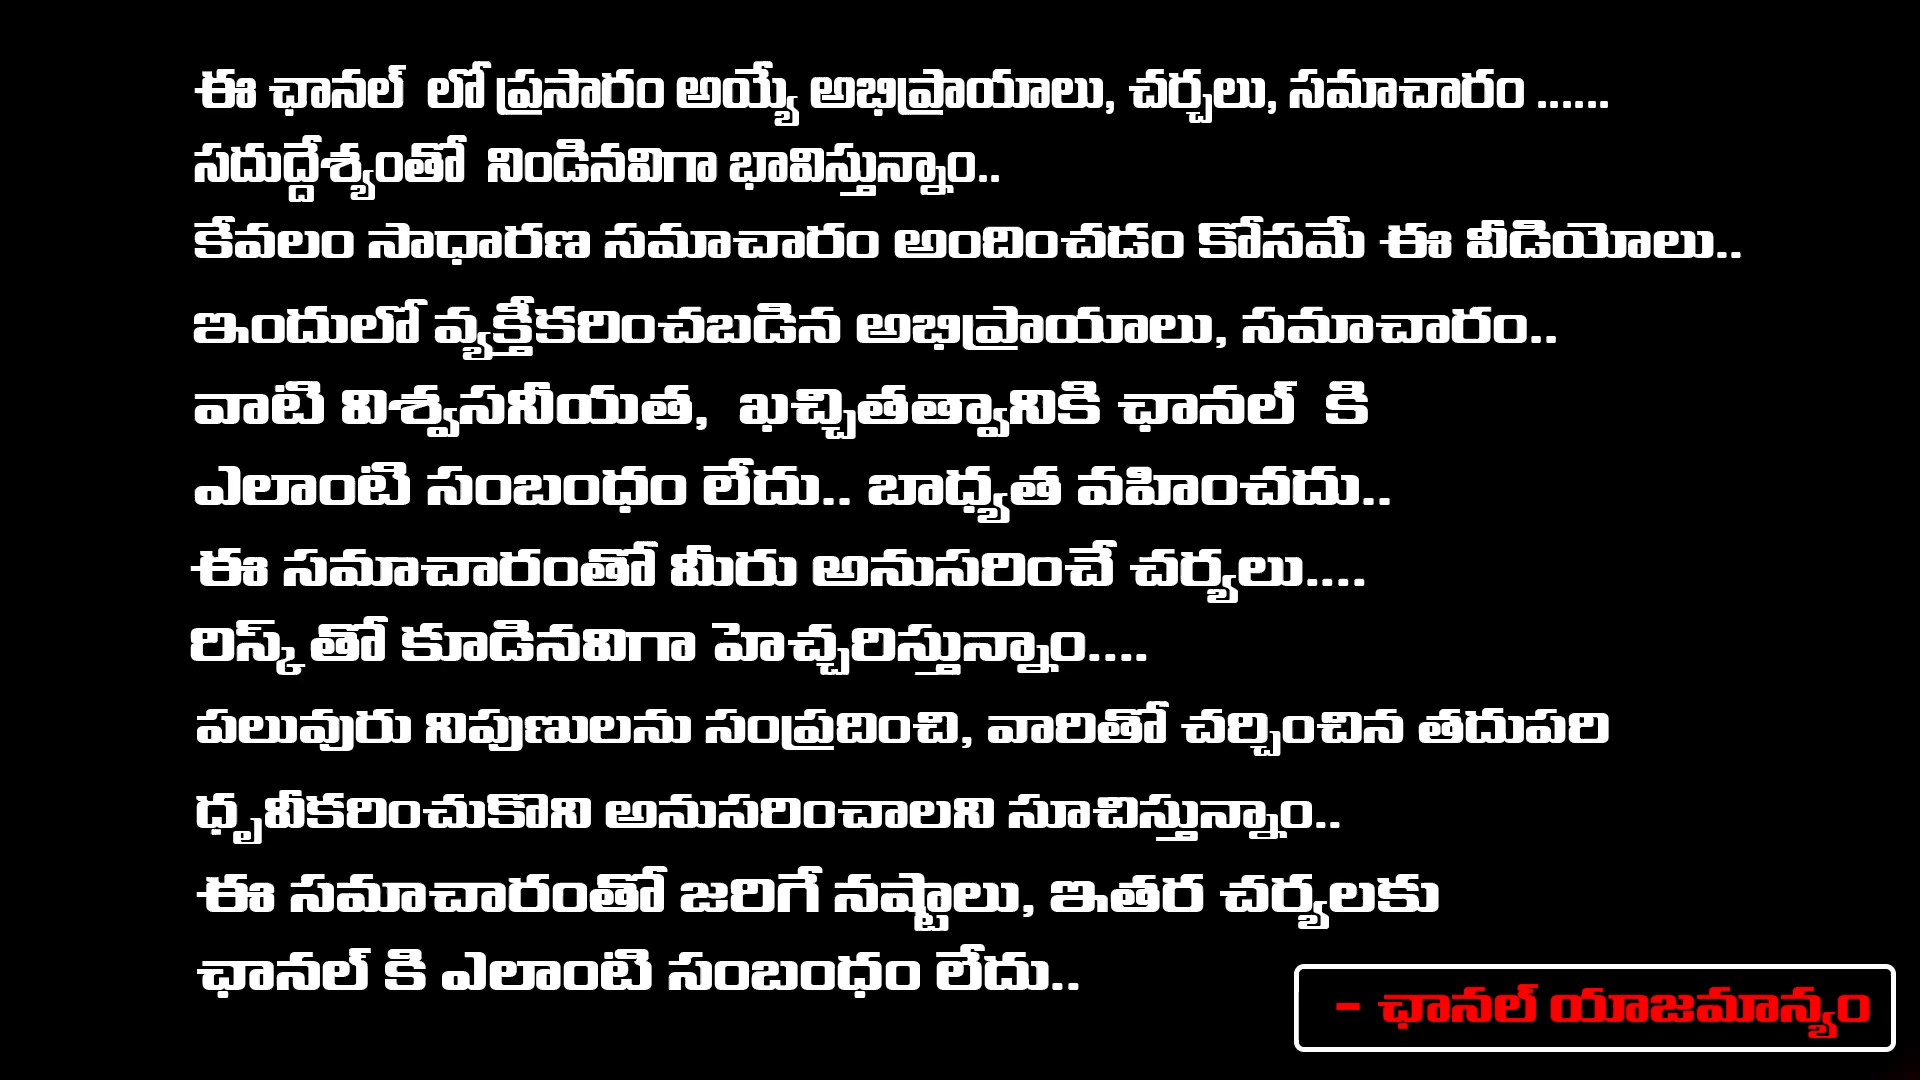 ఈ ఛానల్ లో ప్రసారం అయ్యే అభిప్రాయాలు, చర్చలు, సమాచారం ......
సదుద్దేశ్యంతో నిండినవిగా భావిస్తున్నాం..
కేవలం సాధారణ సమాచారం అందించడం కోసమే ఈ వీడియోలు..
ఇందులో వ్యక్తీకరించబడిన అభిప్రాయాలు, సమాచారం..
వాటి విశ్వసనీయత, ఖచ్చితత్వానికి ఛానల్ కి
ఎలాంటి సంబంధం లేదు.. బాధ్యత వహించదు..
ఈ సమాచారంతో మీరు అనుసరించే చర్యలు....
రిస్క్ తో కూడినవిగా హెచ్చరిస్తున్నాం....
పలువురు నిపుణులను సంప్రదించి, వారితో చర్చించిన తదుపరి
ధృవీకరించుకొని అనుసరించాలని సూచిస్తున్నాం..
ఈ సమాచారంతో జరిగే నష్టాలు, ఇతర చర్యలకు
ఛానల్ కి ఎలాంటి సంబంధం లేదు..
- ఛానల్ యాజమాన్యం